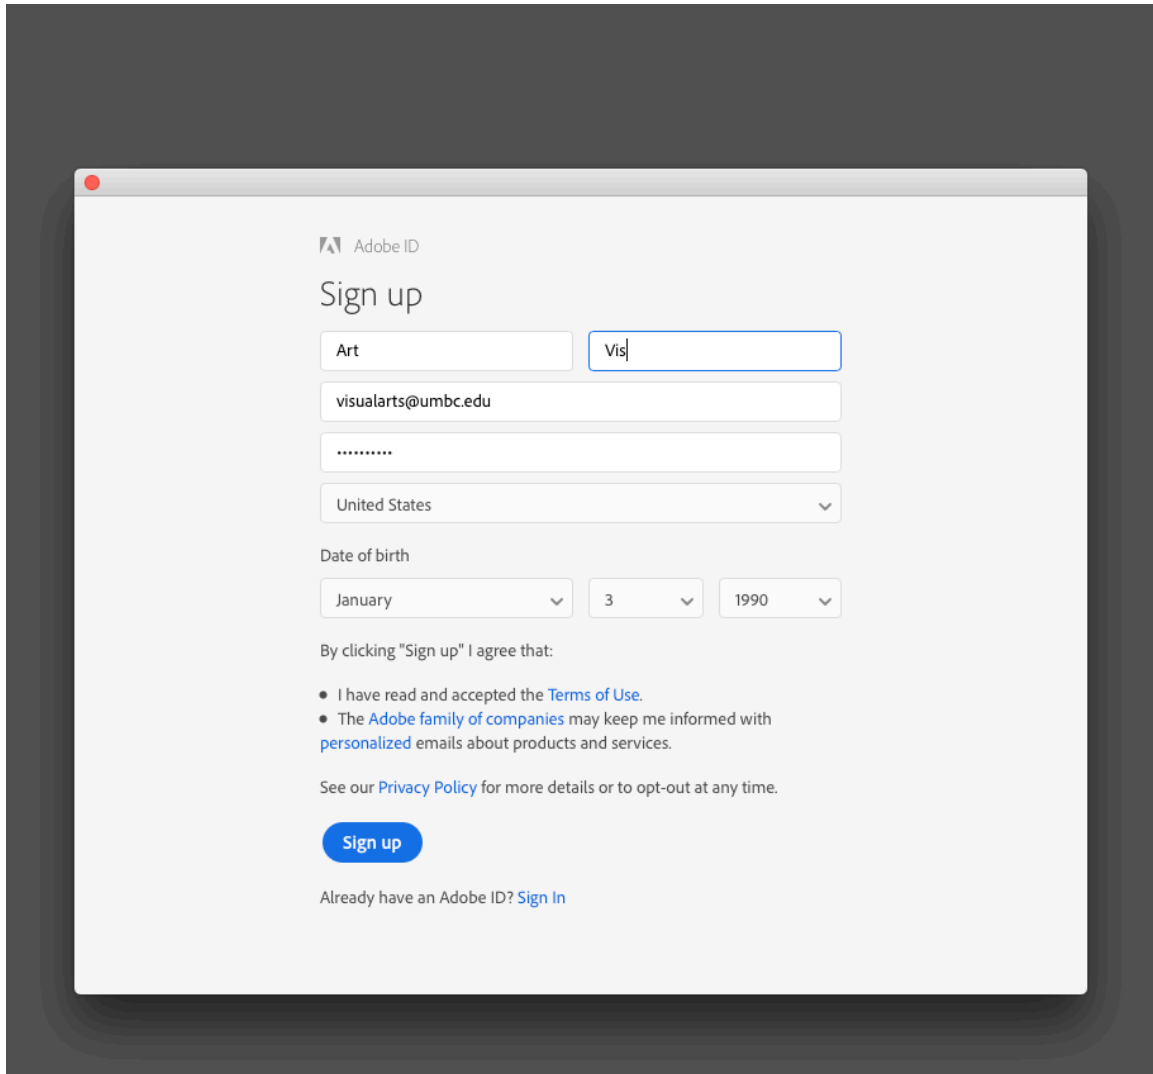 Adobe ID
Sign up
Art Vis
visualarts@umbc.edu
••••••••••
United States
Date of birth
January 3 1990
By clicking "Sign up" I agree that:
● I have read and accepted the Terms of Use.
● The Adobe family of companies may keep me informed with
personalized emails about products and services.
See our Privacy Policy for more details or to opt-out at any time.
Sign up
Already have an Adobe ID? Sign In